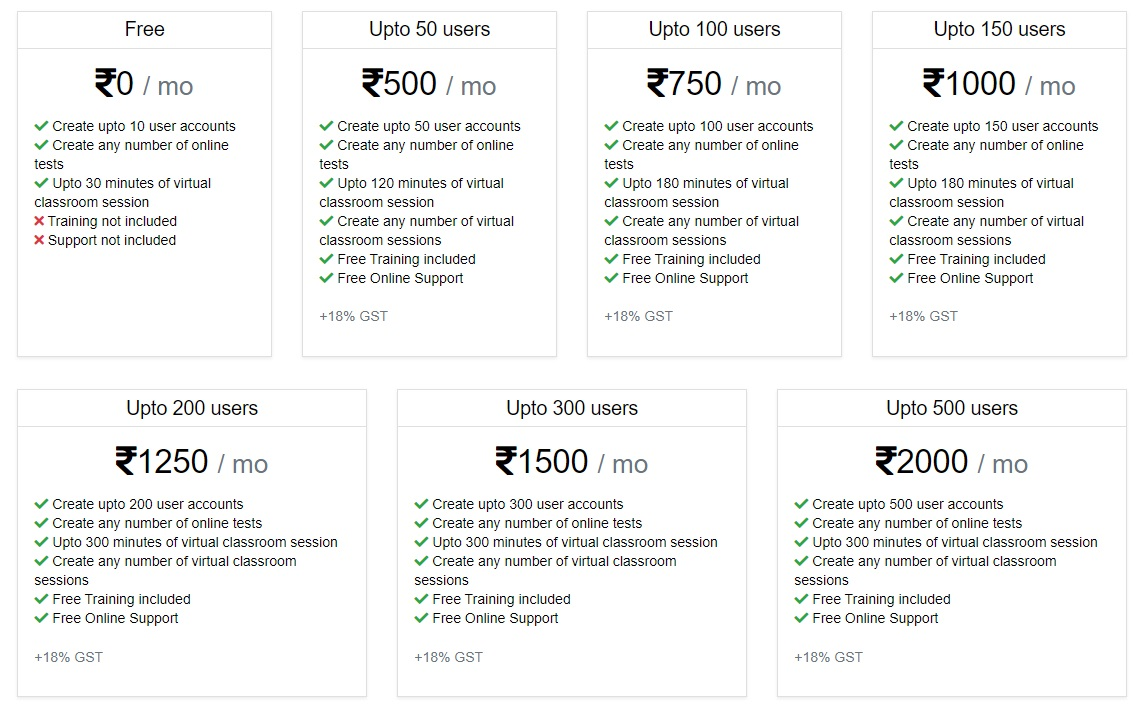 Free
₹0 / mo
Create upto 10 user accounts
Create any number of online
tests
Upto 30 minutes of virtual
classroom session
Training not included
Support not included
Upto 50 users
₹500 / mo
Create upto 50 user accounts
Create any number of online
tests
Upto 120 minutes of virtual
classroom session
Create any number of virtual
classroom sessions
Free Training included
Free Online Support
+18% GST
Upto 100 users
₹750 / mo
Create upto 100 user accounts
Create any number of online
tests
Upto 180 minutes of virtual
classroom session
Create any number of virtual
classroom sessions
Free Training included
Free Online Support
+18% GST
Upto 150 users
₹1000 / mo
Create upto 150 user accounts
Create any number of online
tests
Upto 180 minutes of virtual
classroom session
Create any number of virtual
classroom sessions
Free Training included
Free Online Support
+18% GST
Upto 200 users
₹1250 / mo
Create upto 200 user accounts
Create any number of online tests
Upto 300 minutes of virtual classroom session
Create any number of virtual classroom
sessions
Free Training included
Free Online Support
+18% GST
Upto 300 users
₹1500 / mo
Create upto 300 user accounts
Create any number of online tests
Upto 300 minutes of virtual classroom session
Create any number of virtual classroom
sessions
Free Training included
Free Online Support
+18% GST
Upto 500 users
₹2000 / mo
Create upto 500 user accounts
Create any number of online tests
Upto 300 minutes of virtual classroom session
Create any number of virtual classroom
sessions
Free Training included
Free Online Support
+18% GST